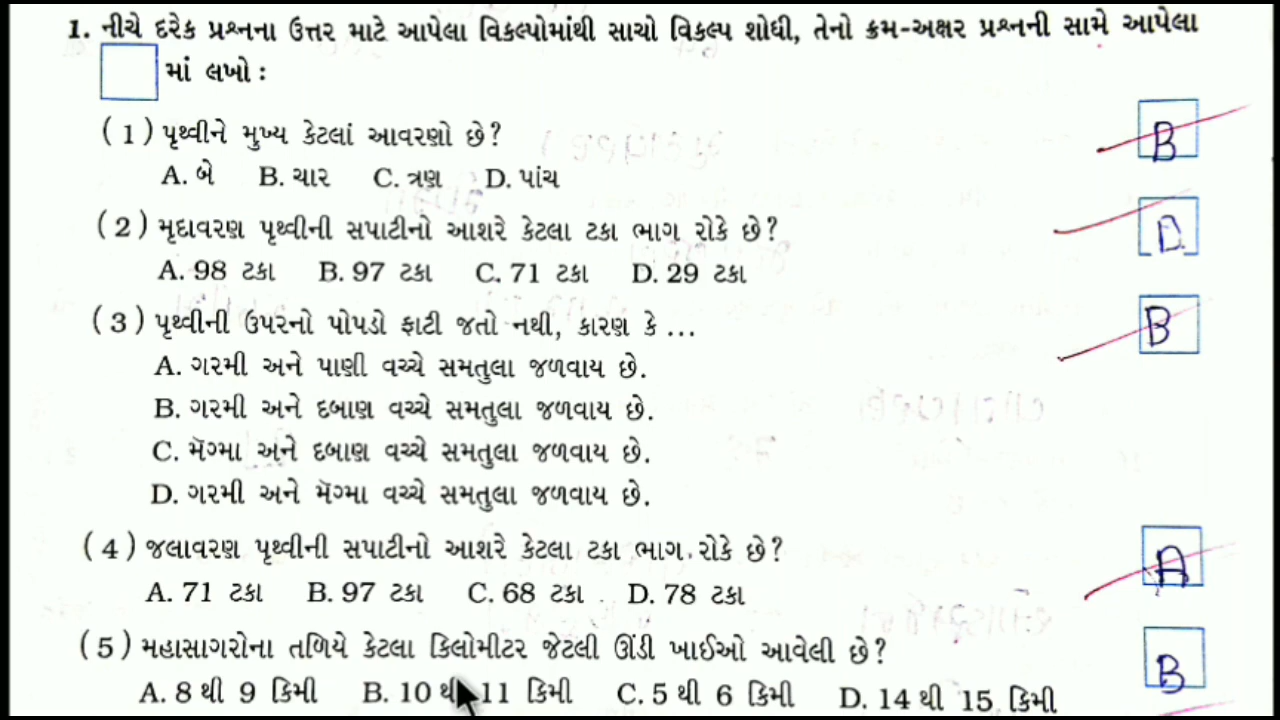 1. નીચે દરેક પ્રશ્નના ઉત્તર માટે આપેલા વિકલ્પોમાંથી સાચો વિકલ્પ શોધી, તેનો ક્રમ-અક્ષર પ્રશ્નની સામે આપેલા
માં લખો :
(1) પૃથ્વીને મુખ્ય કેટલાં આવરણો છે? B
A. બે B. ચાર C. ત્રણ D. પાંચ
(2) મૃદાવરણ પૃથ્વીની સપાટીનો આશરે કેટલા ટકા ભાગ રોકે છે? D
A. 98 ટકા B. 97 ટકા C. 71 ટકા D. 29 ટકા
(3) પૃથ્વીની ઉપરનો પોપડો ફાટી જતો નથી, કારણ કે ... B
A. ગરમી અને પાણી વચ્ચે સમતુલા જળવાય છે.
B. ગરમી અને દબાણ વચ્ચે સમતુલા જળવાય છે.
C. મૅગ્મા અને દબાણ વચ્ચે સમતુલા જળવાય છે.
D. ગરમી અને મૅગ્મા વચ્ચે સમતુલા જળવાય છે.
(4) જલાવરણ પૃથ્વીની સપાટીનો આશરે કેટલા ટકા ભાગ રોકે છે? A
A. 71 ટકા B. 97 ટકા C. 68 ટકા D. 78 ટકા
(5) મહાસાગરોના તળિયે કેટલા કિલોમીટર જેટલી ઊંડી ખાઈઓ આવેલી છે? B
A. 8 થી 9 કિમી B. 10 થી 11 કિમી C. 5 થી 6 કિમી D. 14 થી 15 કિમી